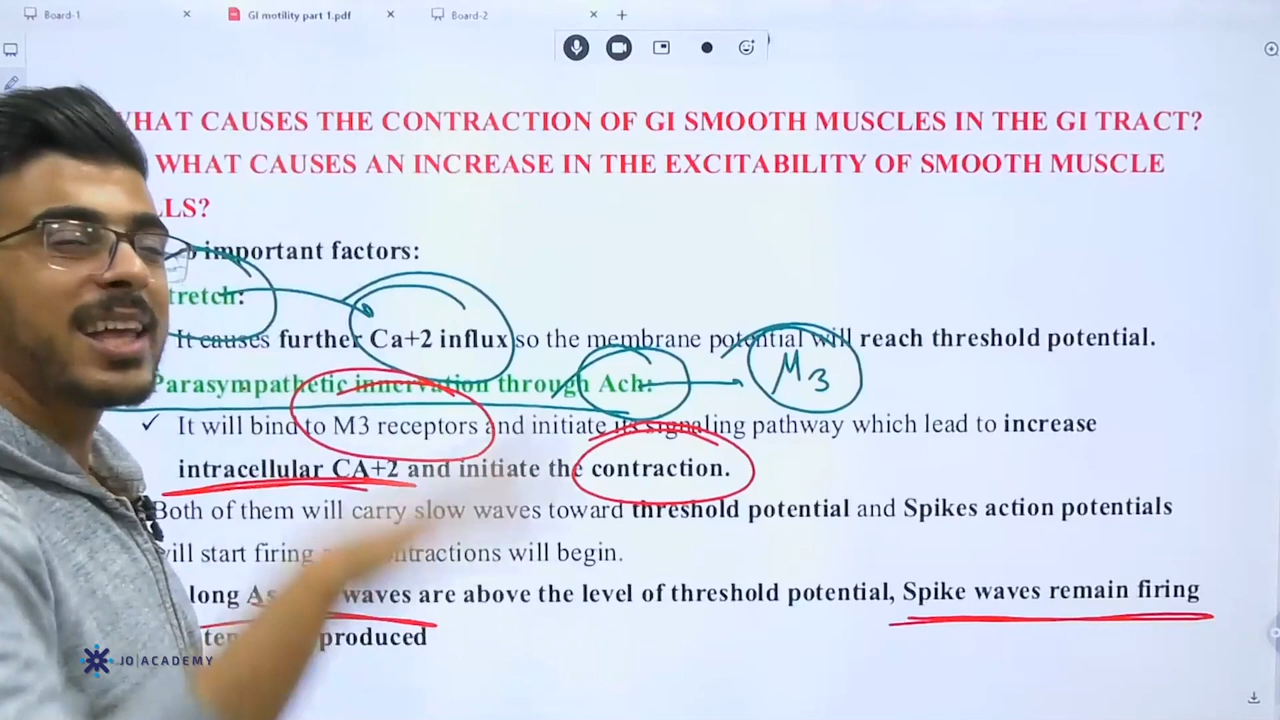 Board-1
GI motility part 1.pdf
Board-2
WHAT CAUSES THE CONTRACTION OF GI SMOOTH MUSCLES IN THE GI TRACT?
WHAT CAUSES AN INCREASE IN THE EXCITABILITY OF SMOOTH MUSCLE
LLS?
important factors:
tretch:
It causes further Ca+2 influx so the membrane potential will reach threshold potential.
Parasympathetic innervation through Ach:
M3
✓ It will bind to M3 receptors and initiate its signaling pathway which lead to increase
intracellular CA+2 and initiate the contraction.
Both of them will carry slow waves toward threshold potential and Spikes action potentials
will start firing contractions will begin.
long As waves are above the level of threshold potential, Spike waves remain firing
produced
JO|ACADEMY